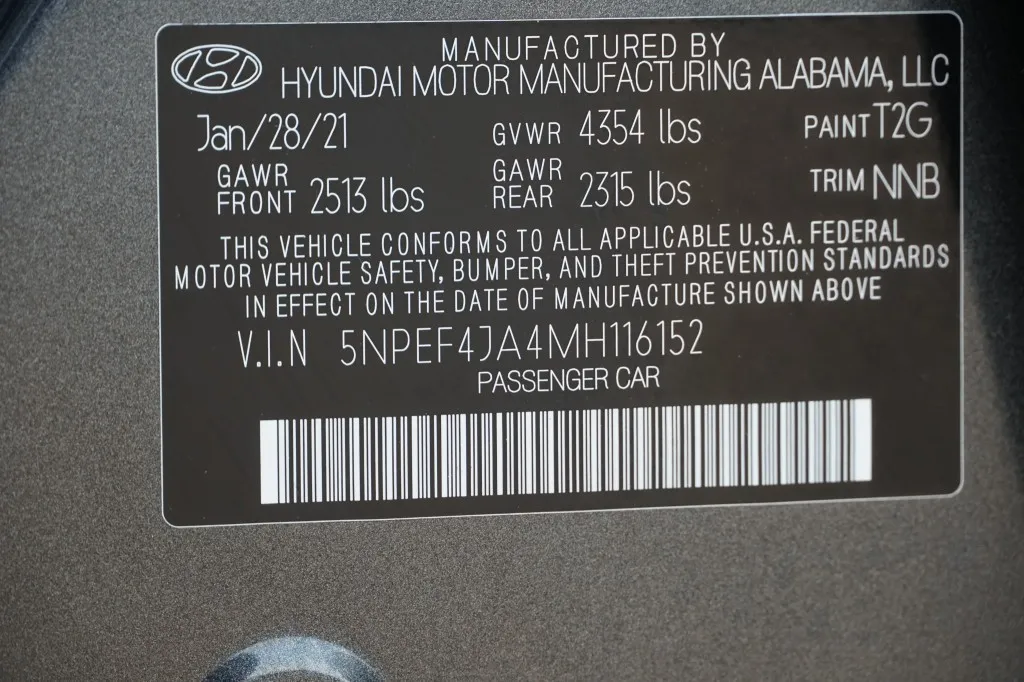 MANUFACTURED BY
HYUNDAI MOTOR MANUFACTURING ALABAMA, LLC
Jan/28/21 GVWR 4354 lbs PAINT T2G
GAWR FRONT 2513 lbs GAWR REAR 2315 lbs TRIM NNB
THIS VEHICLE CONFORMS TO ALL APPLICABLE U.S.A. FEDERAL
MOTOR VEHICLE SAFETY, BUMPER, AND THEFT PREVENTION STANDARDS
IN EFFECT ON THE DATE OF MANUFACTURE SHOWN ABOVE
V.I.N 5NPEF4JA4MH116152
PASSENGER CAR